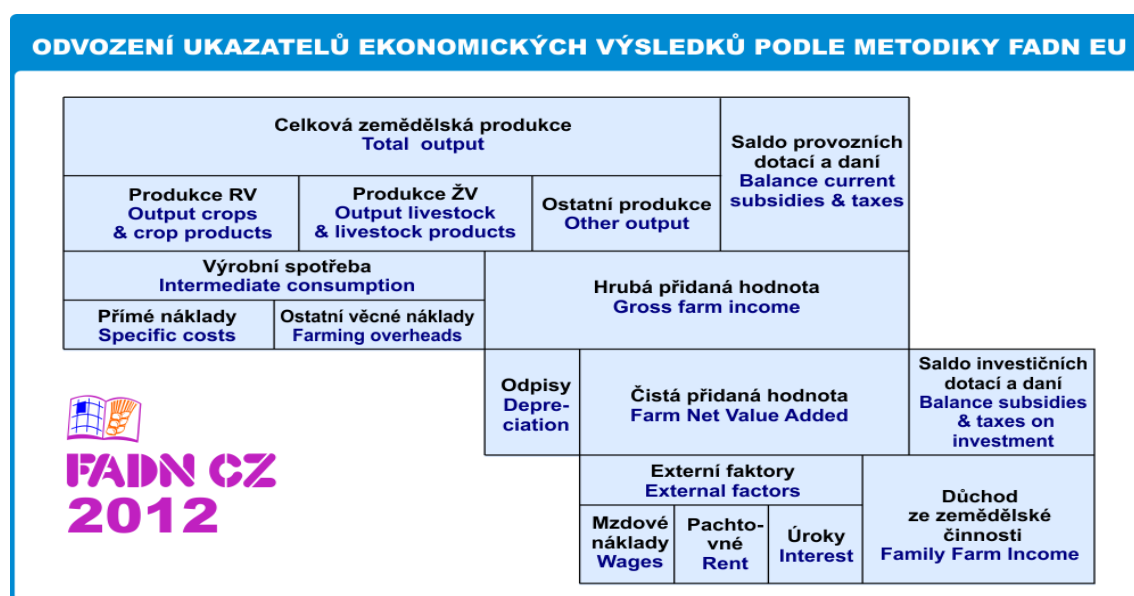 ODVOZENÍ UKAZATELŮ EKONOMICKÝCH VÝSLEDKŮ PODLE METODIKY FADN EU
Celková zemědělská produkce
Total output
Saldo provozních
dotací a daní
Balance current
subsidies & taxes
Produkce RV
Output crops
& crop products
Produkce ŽV
Output livestock
& livestock products
Ostatní produkce
Other output
Výrobní spotřeba
Intermediate consumption
Hrubá přidaná hodnota
Gross farm income
Přímé náklady
Specific costs
Ostatní věcné náklady
Farming overheads
Odpisy
Depre-
ciation
Čistá přidaná hodnota
Farm Net Value Added
Saldo investičních
dotací a daní
Balance subsidies
& taxes on
investment
Externí faktory
External factors
Mzdové
náklady
Wages
Pachto-
vné
Rent
Úroky
Interest
Důchod
ze zemědělské
činnosti
Family Farm Income
FADN CZ
2012